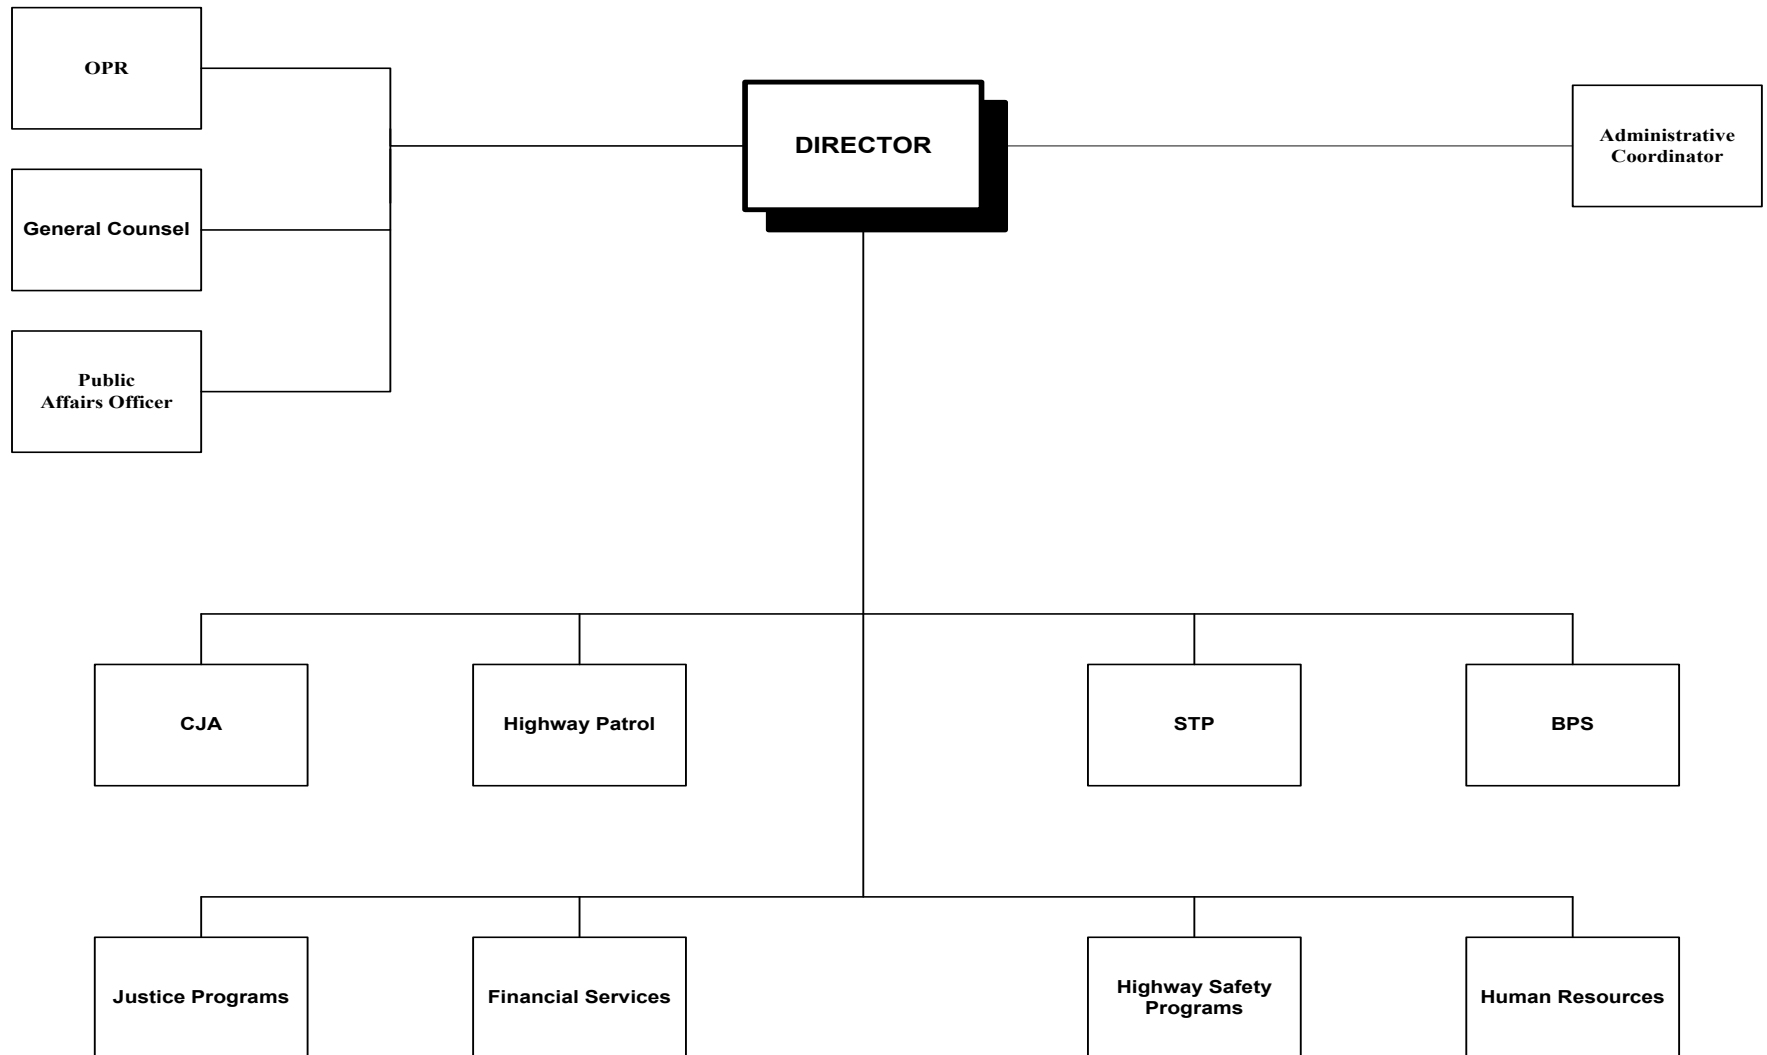 OPR
DIRECTOR
Administrative
Coordinator
General Counsel
Public
Affairs Officer
CJA
Highway Patrol
STP
BPS
Justice Programs
Financial Services
Highway Safety
Programs
Human Resources